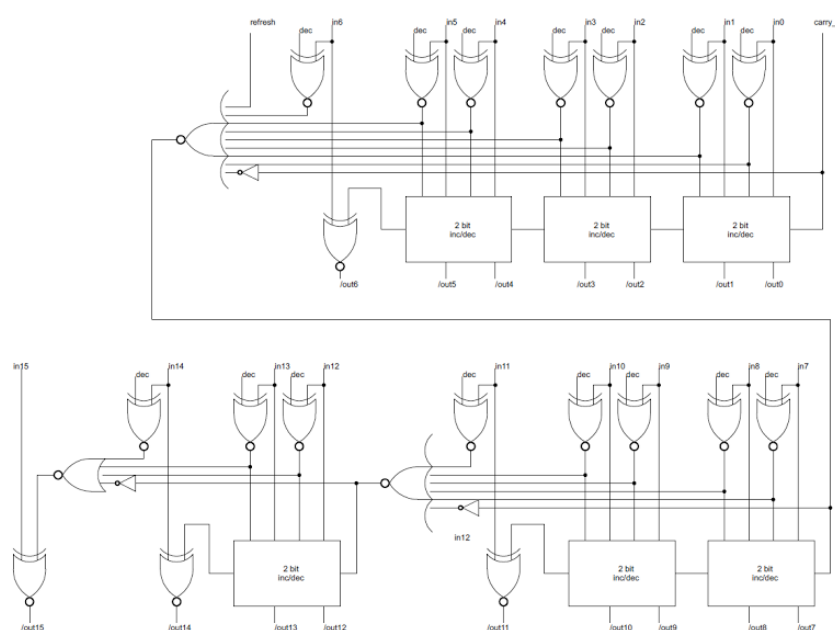 refresh in6 in5 in4 in3 in2 in1 in0 carry_
dec dec dec dec dec dec dec
2 bit inc/dec 2 bit inc/dec 2 bit inc/dec
/out6 /out5 /out4 /out3 /out2 /out1 /out0
in15 in14 in13 in12 in11 in10 in9 in8 in7
dec dec dec dec dec dec dec dec
in12
2 bit inc/dec 2 bit inc/dec 2 bit inc/dec
/out15 /out14 /out13 /out12 /out11 /out10 /out9 /out8 /out7